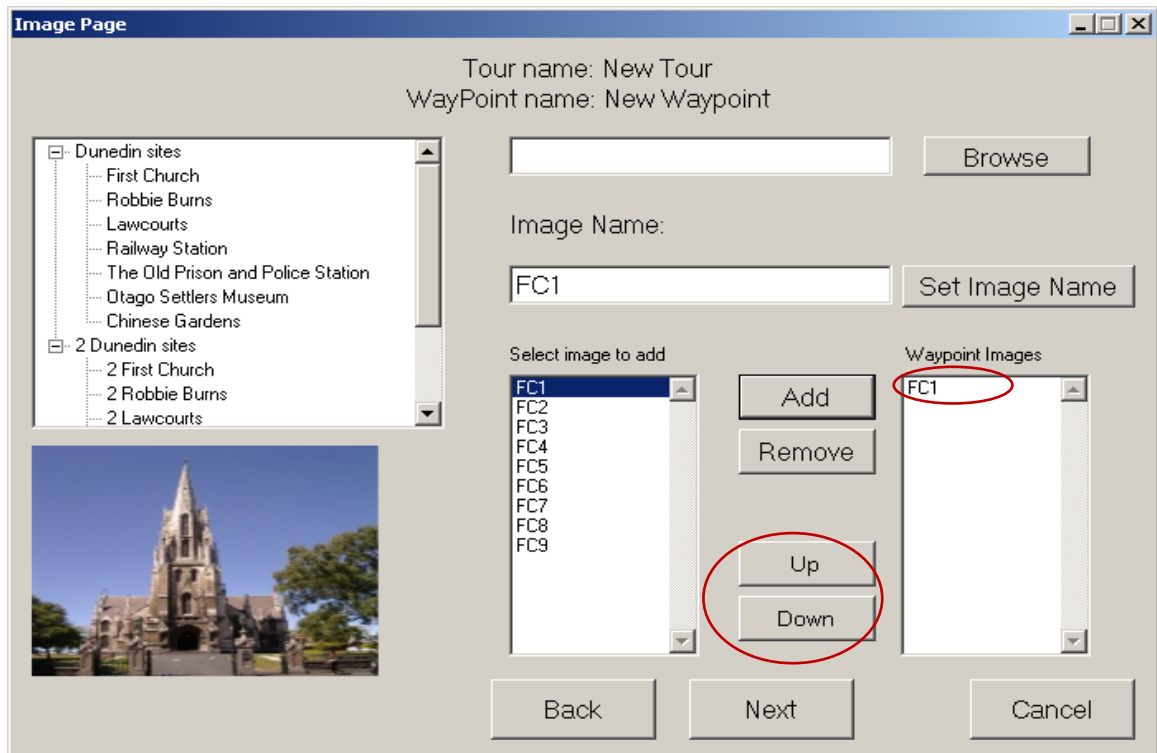 Image Page
Tour name: New Tour
WayPoint name: New Waypoint
Dunedin sites
First Church
Robbie Burns
Lawcourts
Railway Station
The Old Prison and Police Station
Otago Settlers Museum
Chinese Gardens
2 Dunedin sites
2 First Church
2 Robbie Burns
2 Lawcourts
Browse
Image Name:
FC1
Set Image Name
Select image to add
FC1
FC2
FC3
FC4
FC5
FC6
FC7
FC8
FC9
Add
Remove
Up
Down
Waypoint Images
FC1
Back
Next
Cancel